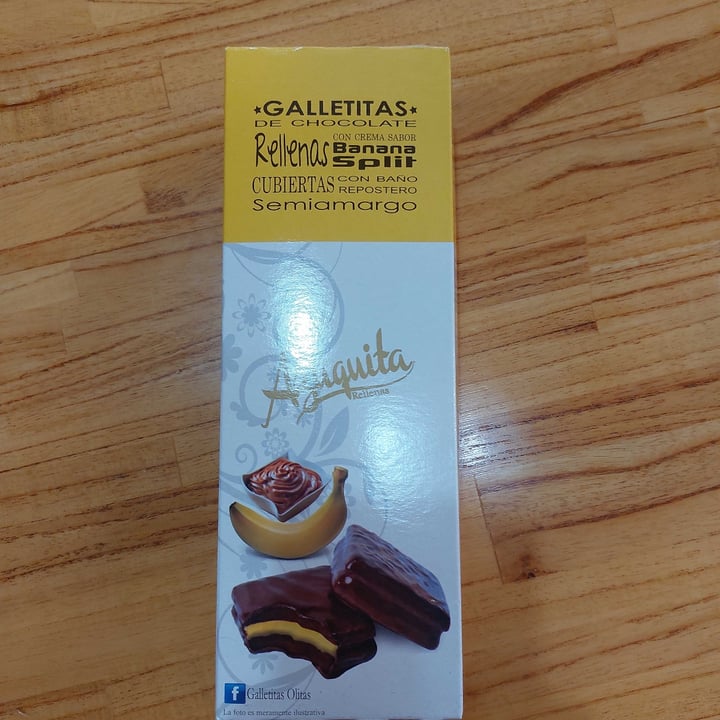 ★GALLETITAS★
DE CHOCOLATE
Rellenas CON CREMA SABOR
Banana
Split
CUBIERTAS CON BAÑO
REPOSTERO
Semiamargo
Rellenas
f Galletitas Olitas
La foto es meramente ilustrativa